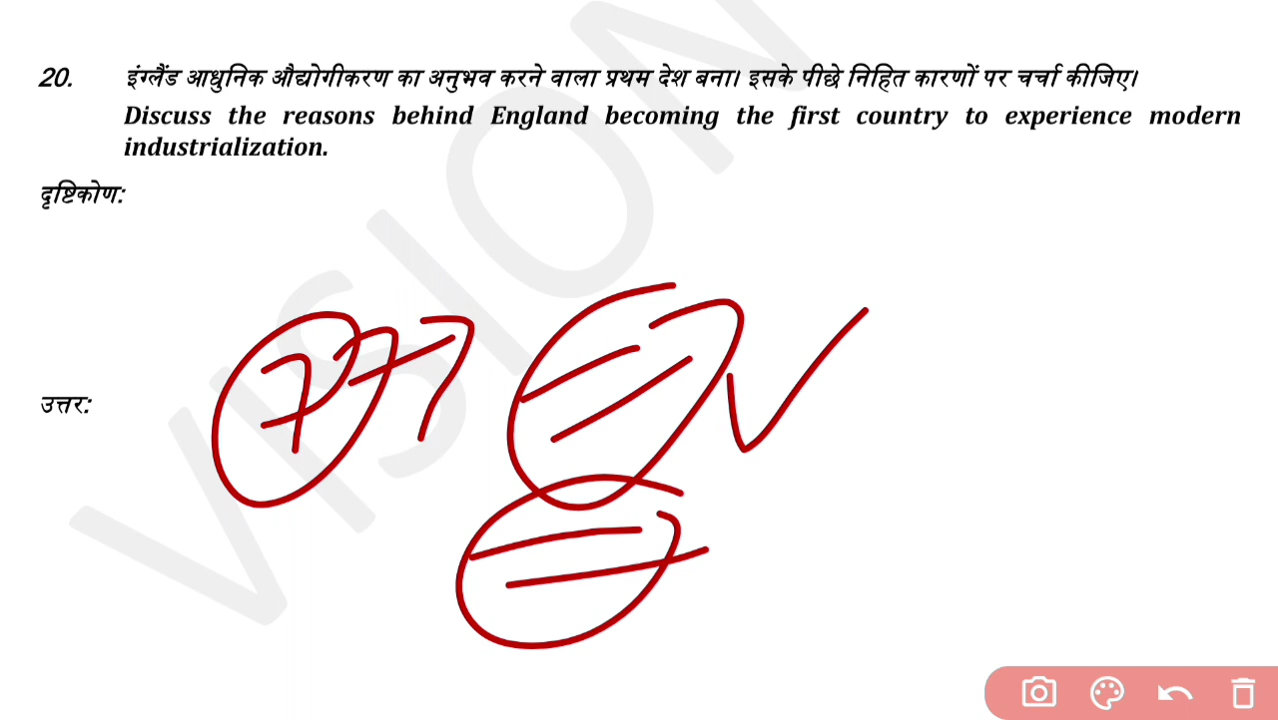 20. इंग्लैंड आधुनिक औद्योगीकरण का अनुभव करने वाला प्रथम देश बना। इसके पीछे निहित कारणों पर चर्चा कीजिए।
Discuss the reasons behind England becoming the first country to experience modern
industrialization.
दृष्टिकोण:
उत्तर:
VISION